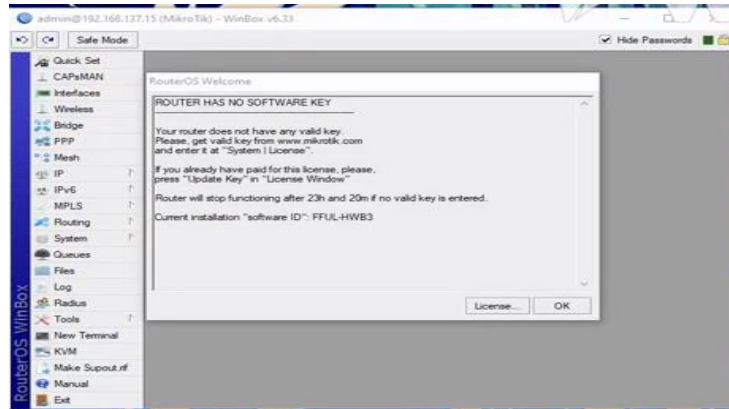 admin@192.168.137.15 (MikroTik) - WinBox v6.33
Safe Mode
Hide Passwords
Quick Set
CAPsMAN
Interfaces
Wireless
Bridge
PPP
Mesh
IP
IPv6
MPLS
Routing
System
Queues
Files
Log
Radius
Tools
New Terminal
KVM
Make Supout.rif
Manual
Exit
RouterOS WinBox
RouterOS Welcome
ROUTER HAS NO SOFTWARE KEY
Your router does not have any valid key.
Please, get valid key from www.mikrotik.com
and enter it at "System | License".
If you already have paid for this license, please,
press "Update Key" in "License Window"
Router will stop functioning after 23h and 20m if no valid key is entered.
Current installation "software ID": FFUL-HWB3
License...
OK